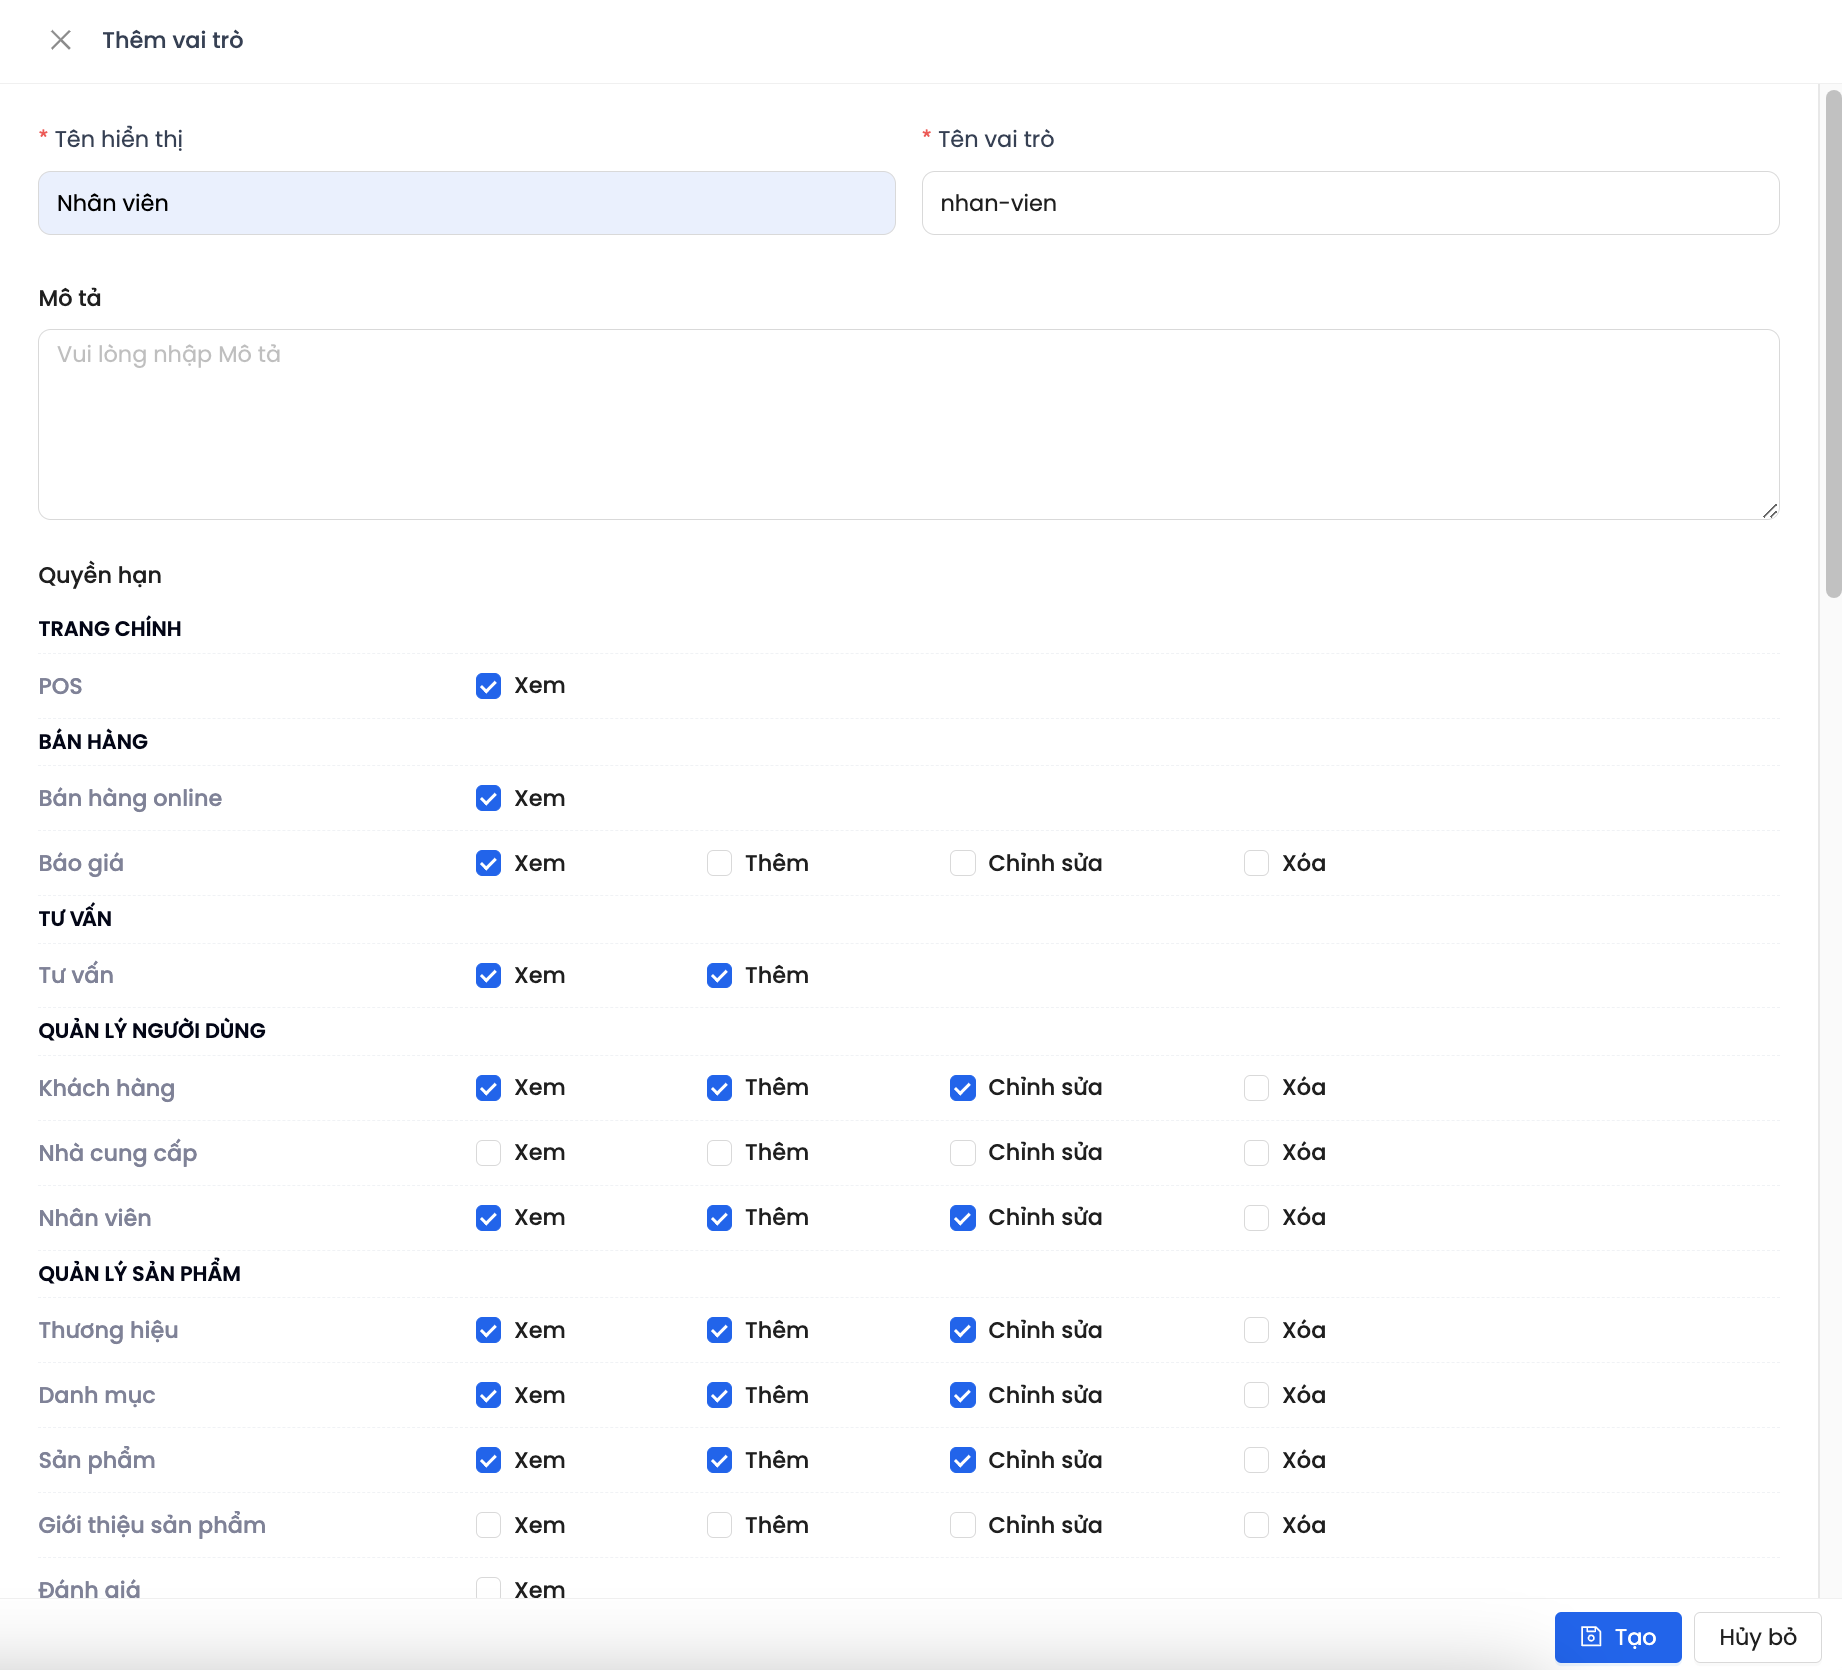 Thêm vai trò
* Tên hiển thị
* Tên vai trò
Nhân viên
nhan-vien
Mô tả
Vui lòng nhập Mô tả
Quyền hạn
TRANG CHÍNH
POS Xem
BÁN HÀNG
Bán hàng online Xem
Báo giá Xem Thêm Chỉnh sửa Xóa
TƯ VẤN
Tư vấn Xem Thêm
QUẢN LÝ NGƯỜI DÙNG
Khách hàng Xem Thêm Chỉnh sửa Xóa
Nhà cung cấp Xem Thêm Chỉnh sửa Xóa
Nhân viên Xem Thêm Chỉnh sửa Xóa
QUẢN LÝ SẢN PHẨM
Thương hiệu Xem Thêm Chỉnh sửa Xóa
Danh mục Xem Thêm Chỉnh sửa Xóa
Sản phẩm Xem Thêm Chỉnh sửa Xóa
Giới thiệu sản phẩm Xem Thêm Chỉnh sửa Xóa
Đánh giá Xem
Tạo
Hủy bỏ